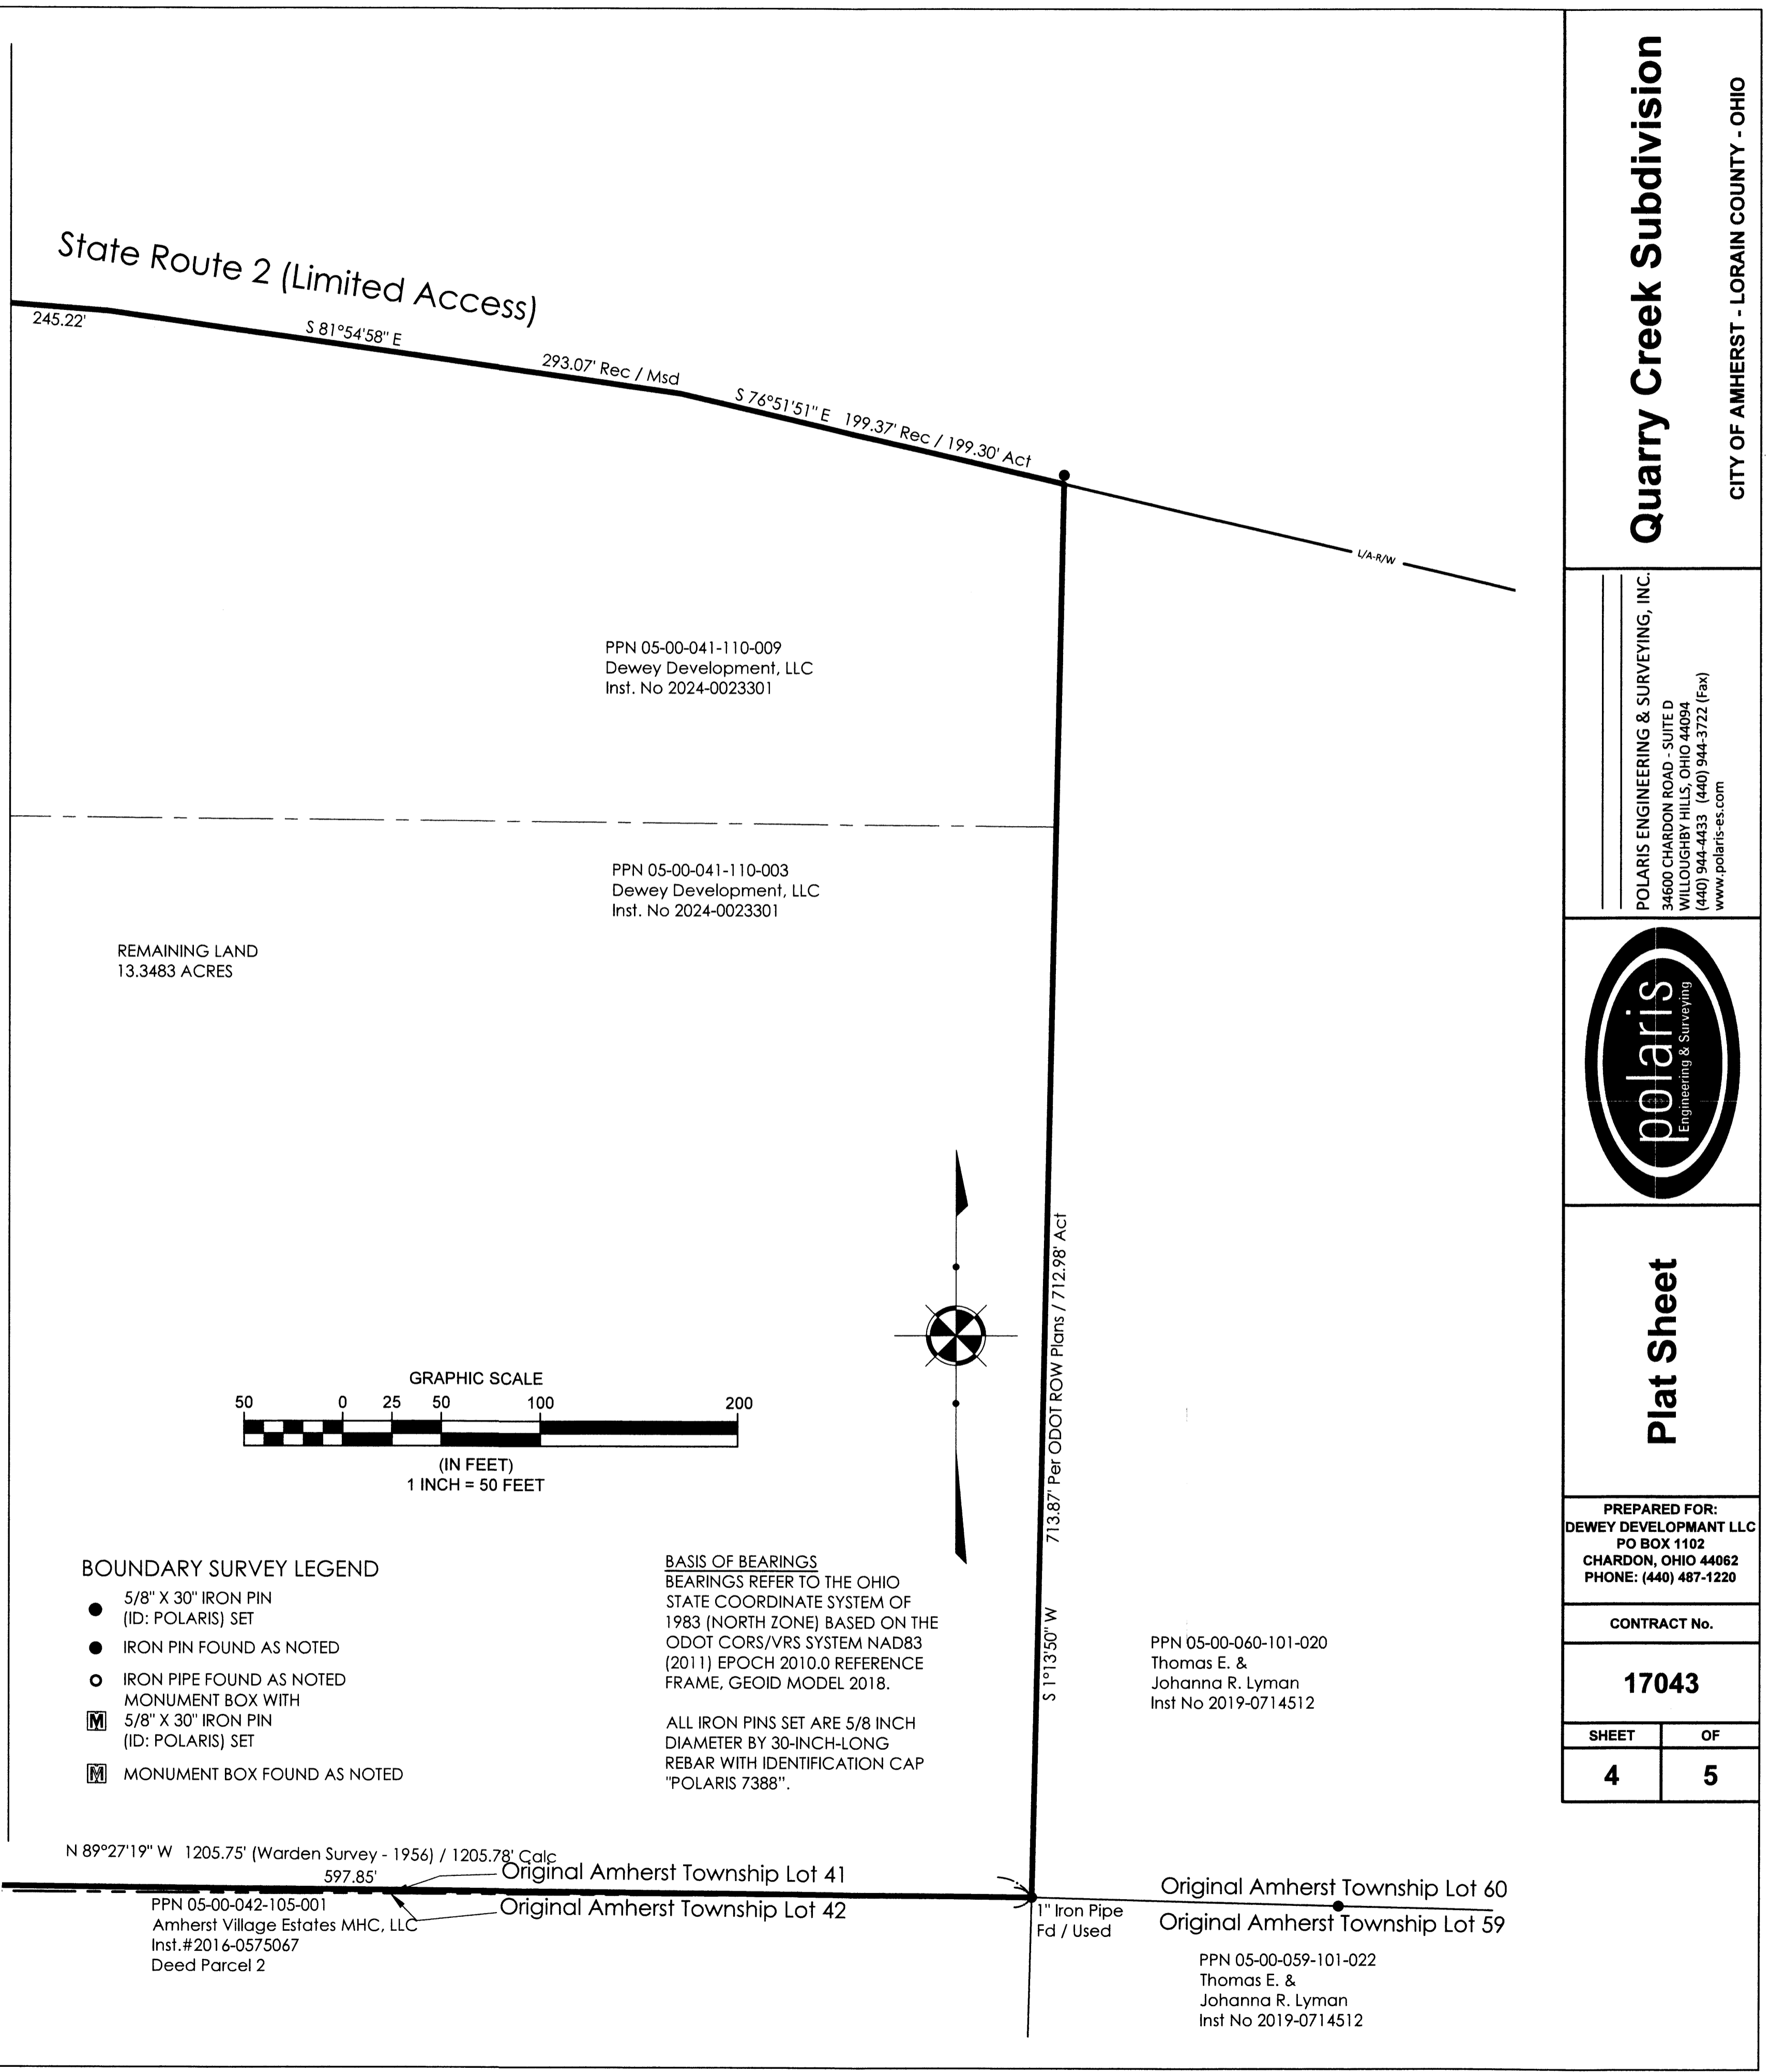 State Route 2 (Limited Access)
245.22'
S 81°54'58" E
293.07' Rec / Msd
S 76°51'51" E 199.37' Rec / 199.30' Act
L/A-R/W
PPN 05-00-041-110-009
Dewey Development, LLC
Inst. No 2024-0023301
PPN 05-00-041-110-003
Dewey Development, LLC
Inst. No 2024-0023301
REMAINING LAND
13.3483 ACRES
S 1°13'50" W 713.87' Per ODOT ROW Plans / 712.98' Act
GRAPHIC SCALE
50 0 25 50 100 200
(IN FEET)
1 INCH = 50 FEET
BOUNDARY SURVEY LEGEND
5/8" X 30" IRON PIN
(ID: POLARIS) SET
IRON PIN FOUND AS NOTED
IRON PIPE FOUND AS NOTED
MONUMENT BOX WITH
M 5/8" X 30" IRON PIN
(ID: POLARIS) SET
M MONUMENT BOX FOUND AS NOTED
BASIS OF BEARINGS
BEARINGS REFER TO THE OHIO
STATE COORDINATE SYSTEM OF
1983 (NORTH ZONE) BASED ON THE
ODOT CORS/VRS SYSTEM NAD83
(2011) EPOCH 2010.0 REFERENCE
FRAME, GEOID MODEL 2018.
ALL IRON PINS SET ARE 5/8 INCH
DIAMETER BY 30-INCH-LONG
REBAR WITH IDENTIFICATION CAP
"POLARIS 7388".
PPN 05-00-060-101-020
Thomas E. &
Johanna R. Lyman
Inst No 2019-0714512
N 89°27'19" W 1205.75' (Warden Survey - 1956) / 1205.78' Calc
597.85'
Original Amherst Township Lot 41
Original Amherst Township Lot 42
PPN 05-00-042-105-001
Amherst Village Estates MHC, LLC
Inst.#2016-0575067
Deed Parcel 2
1" Iron Pipe
Fd / Used
Original Amherst Township Lot 60
Original Amherst Township Lot 59
PPN 05-00-059-101-022
Thomas E. &
Johanna R. Lyman
Inst No 2019-0714512
Quarry Creek Subdivision
CITY OF AMHERST - LORAIN COUNTY - OHIO
POLARIS ENGINEERING & SURVEYING, INC.
34600 CHARDON ROAD - SUITE D
WILLOUGHBY HILLS, OHIO 44094
(440) 944-4433 (440) 944-3722 (Fax)
www.polaris-es.com
polaris
Engineering & Surveying
Plat Sheet
PREPARED FOR:
DEWEY DEVELOPMANT LLC
PO BOX 1102
CHARDON, OHIO 44062
PHONE: (440) 487-1220
CONTRACT No.
17043
SHEET OF
4 5